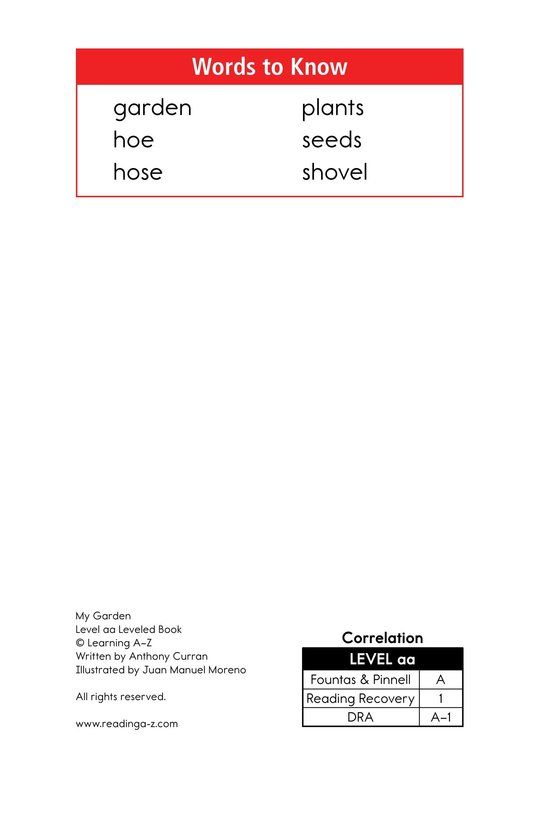 Words to Know
garden plants
hoe seeds
hose shovel
My Garden
Level aa Leveled Book
© Learning A–Z
Written by Anthony Curran
Illustrated by Juan Manuel Moreno
All rights reserved.
www.readinga-z.com
Correlation
LEVEL aa
Fountas & Pinnell A
Reading Recovery 1
DRA A–1